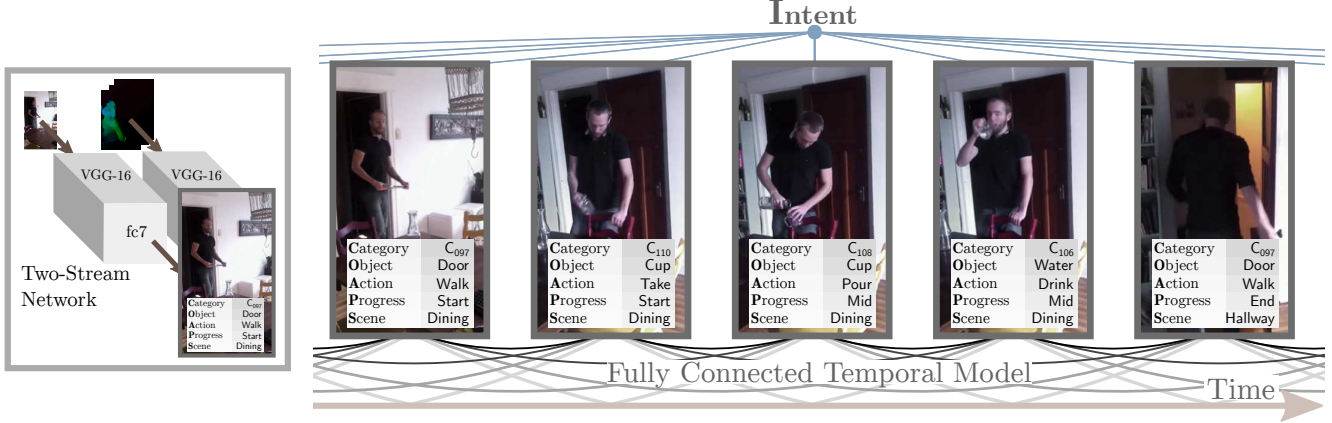 Intent
VGG-16
VGG-16
fc7
Two-Stream
Network
Category C097
Object Door
Action Walk
Progress Start
Scene Dining
Category C097
Object Door
Action Walk
Progress Start
Scene Dining
Category C110
Object Cup
Action Take
Progress Start
Scene Dining
Category C108
Object Cup
Action Pour
Progress Mid
Scene Dining
Category C106
Object Water
Action Drink
Progress Mid
Scene Dining
Category C097
Object Door
Action Walk
Progress End
Scene Hallway
Fully Connected Temporal Model
Time